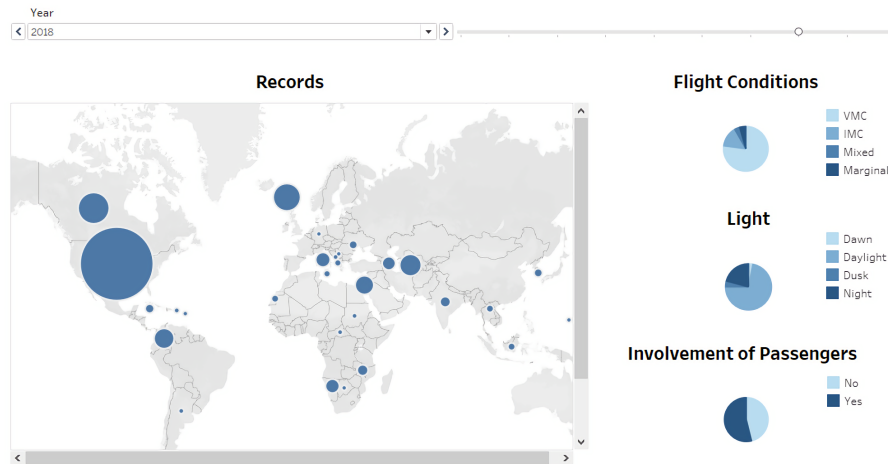 Year
2018
Records
Flight Conditions
VMC
IMC
Mixed
Marginal
Light
Dawn
Daylight
Dusk
Night
Involvement of Passengers
No
Yes